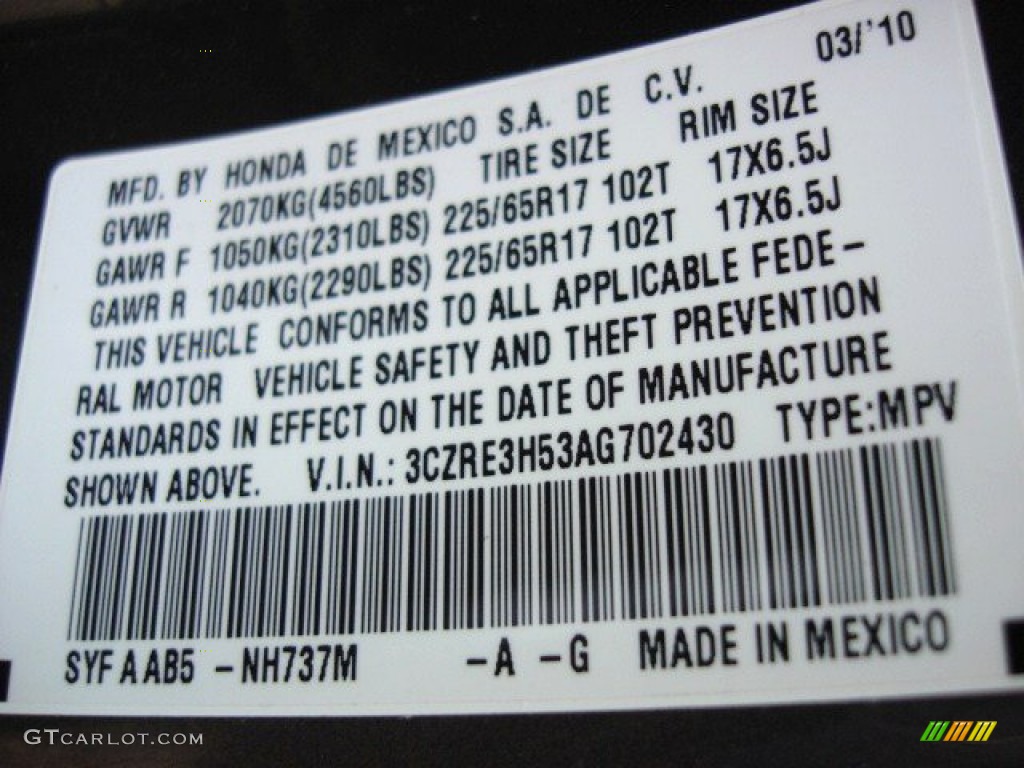 03/'10
MFD. BY HONDA DE MEXICO S.A. DE C.V.
GVWR 2070KG(4560LBS) TIRE SIZE RIM SIZE
GAWR F 1050KG(2310LBS) 225/65R17 102T 17X6.5J
GAWR R 1040KG(2290LBS) 225/65R17 102T 17X6.5J
THIS VEHICLE CONFORMS TO ALL APPLICABLE FEDE-
RAL MOTOR VEHICLE SAFETY AND THEFT PREVENTION
STANDARDS IN EFFECT ON THE DATE OF MANUFACTURE
SHOWN ABOVE. V.I.N.: 3CZRE3H53AG702430 TYPE:MPV
SYF AAB5 -NH737M -A -G MADE IN MEXICO
GTCARLOT.COM